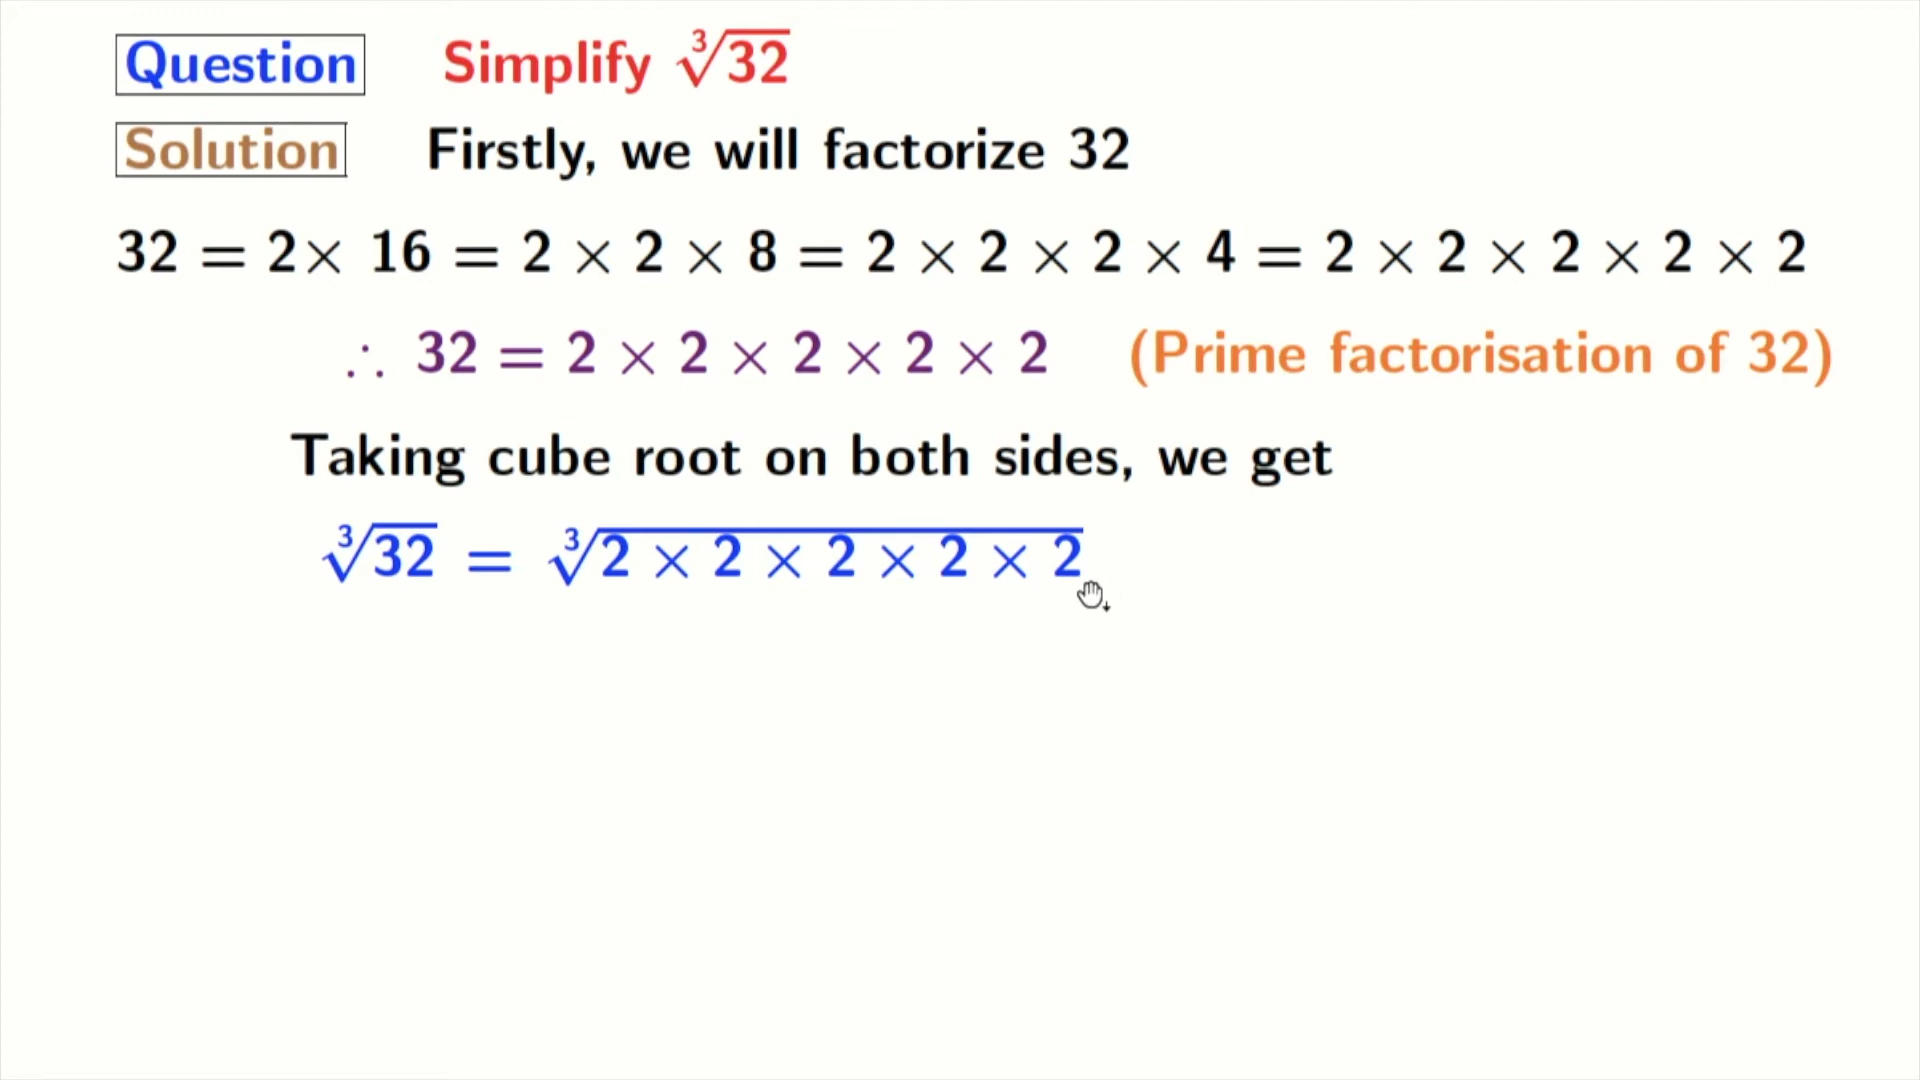 Question Simplify ∛32
Solution Firstly, we will factorize 32
32 = 2× 16 = 2 × 2 × 8 = 2 × 2 × 2 × 4 = 2 × 2 × 2 × 2 × 2
∴ 32 = 2 × 2 × 2 × 2 × 2 (Prime factorisation of 32)
Taking cube root on both sides, we get
∛32 = ∛2 × 2 × 2 × 2 × 2